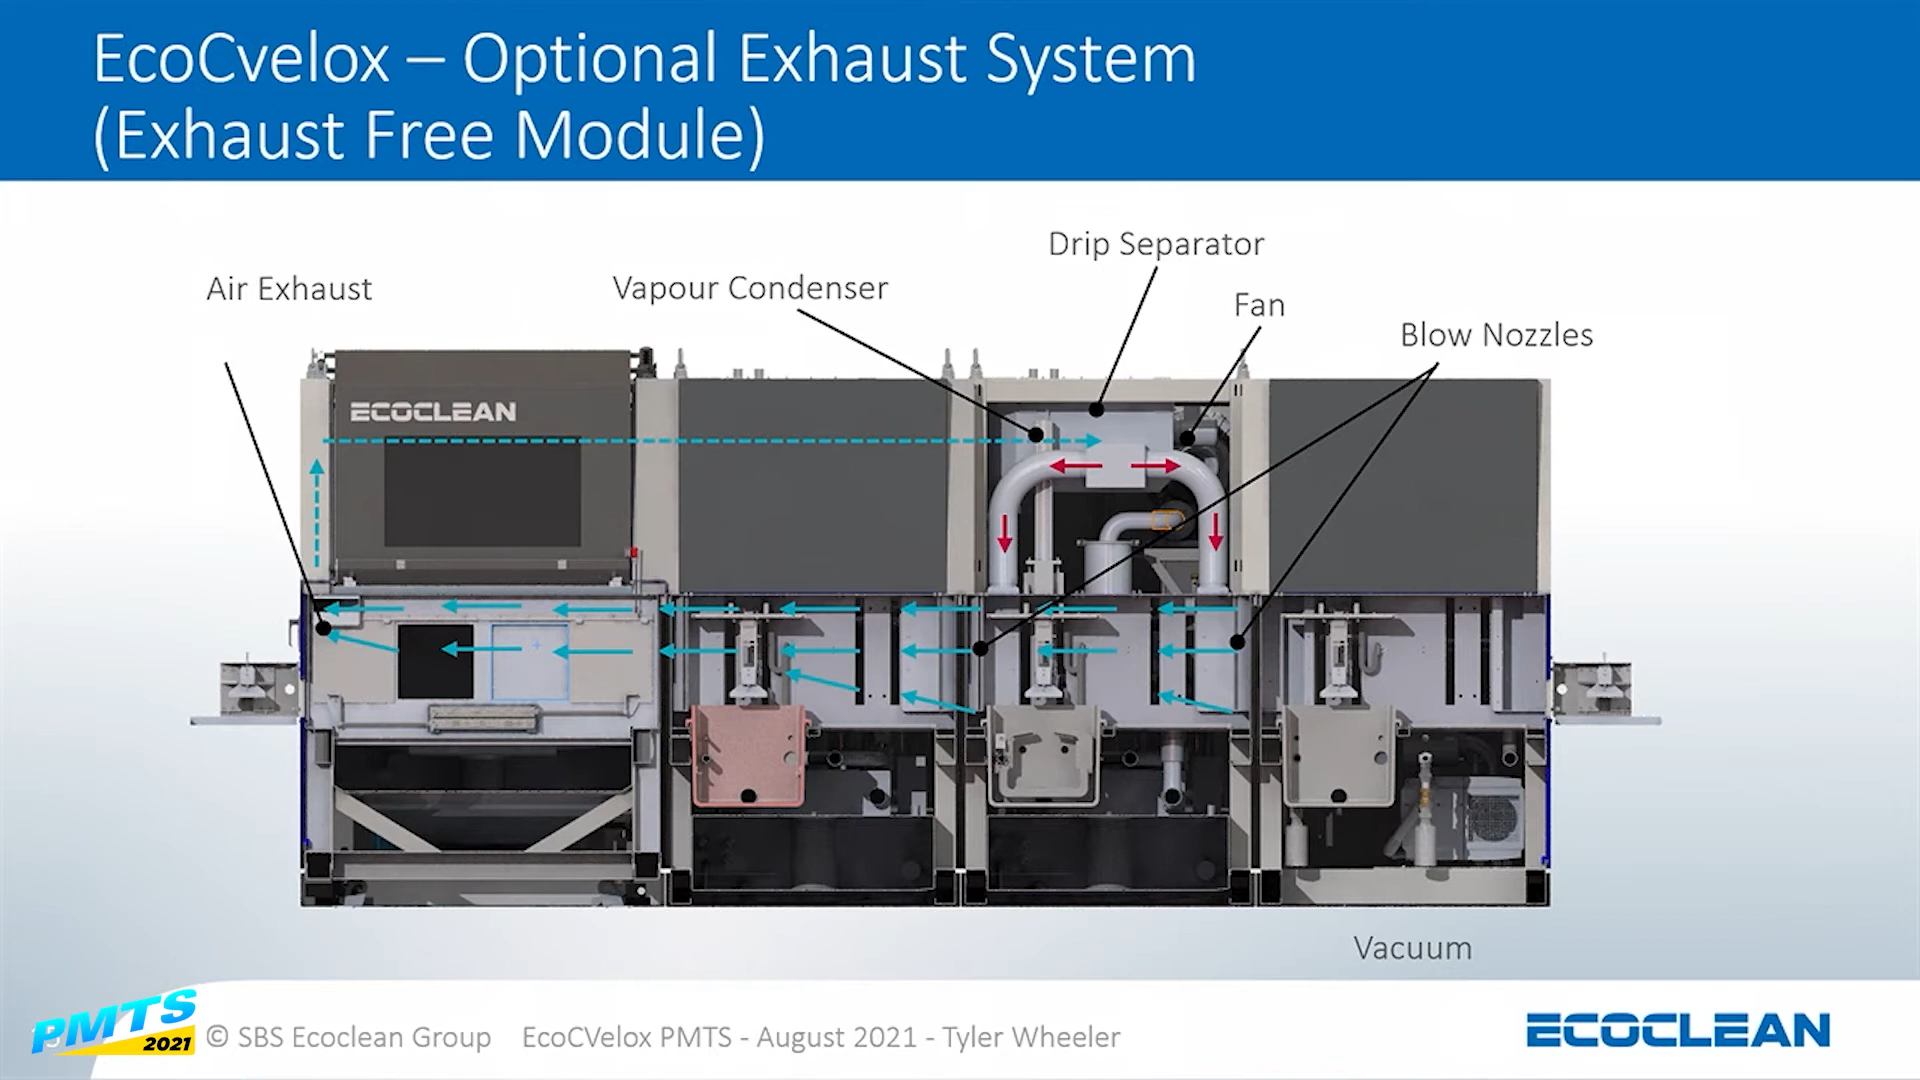 EcoCvelox – Optional Exhaust System
(Exhaust Free Module)
Drip Separator
Air Exhaust
Vapour Condenser
Fan
Blow Nozzles
ECOCLEAN
Vacuum
PMTS
2021
© SBS Ecoclean Group EcoCVelox PMTS - August 2021 - Tyler Wheeler
ECOCLEAN